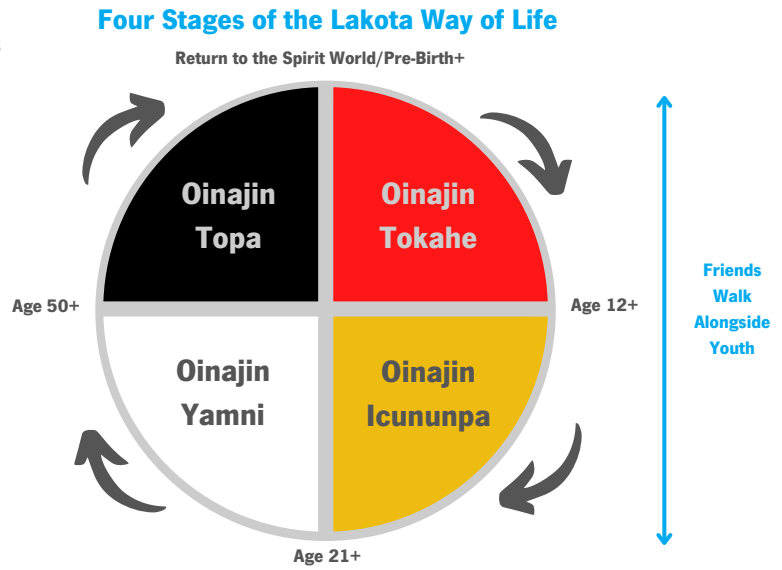 Four Stages of the Lakota Way of Life
Return to the Spirit World/Pre-Birth+
Oinajin
Topa
Oinajin
Tokahe
Age 50+
Age 12+
Friends
Walk
Alongside
Youth
Oinajin
Yamni
Oinajin
Icununpa
Age 21+